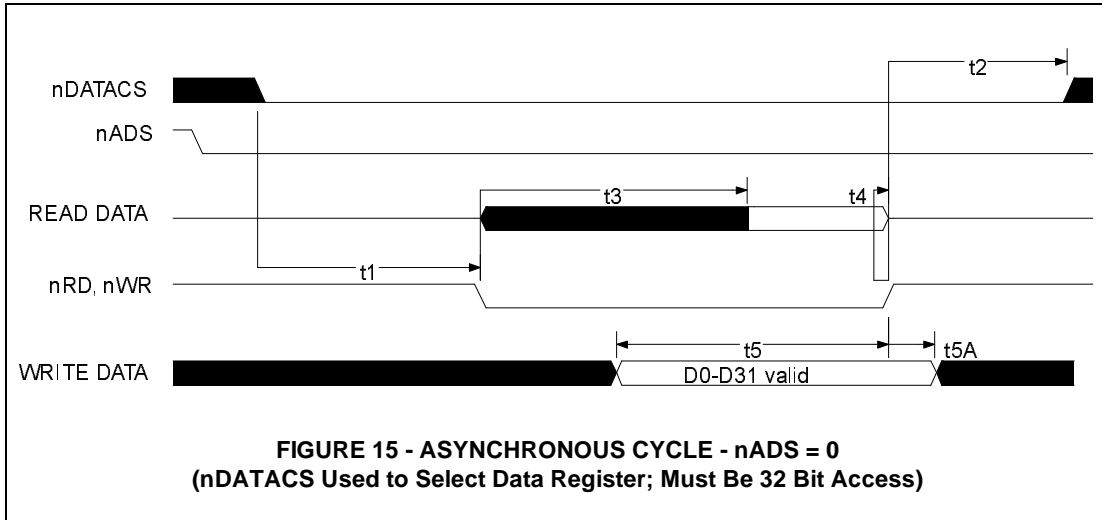 t2
nDATACS
nADS
t3
t4
READ DATA
t1
nRD, nWR
t5
t5A
WRITE DATA
D0-D31 valid
FIGURE 15 - ASYNCHRONOUS CYCLE - nADS = 0
(nDATACS Used to Select Data Register; Must Be 32 Bit Access)